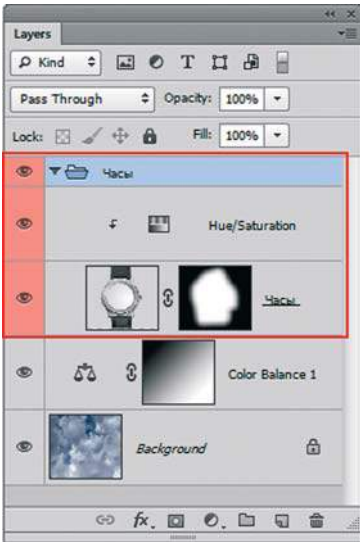 Layers
Kind
Pass Through Opacity: 100%
Lock: Fill: 100%
Часы
Hue/Saturation
Часы
Color Balance 1
Background
fx.